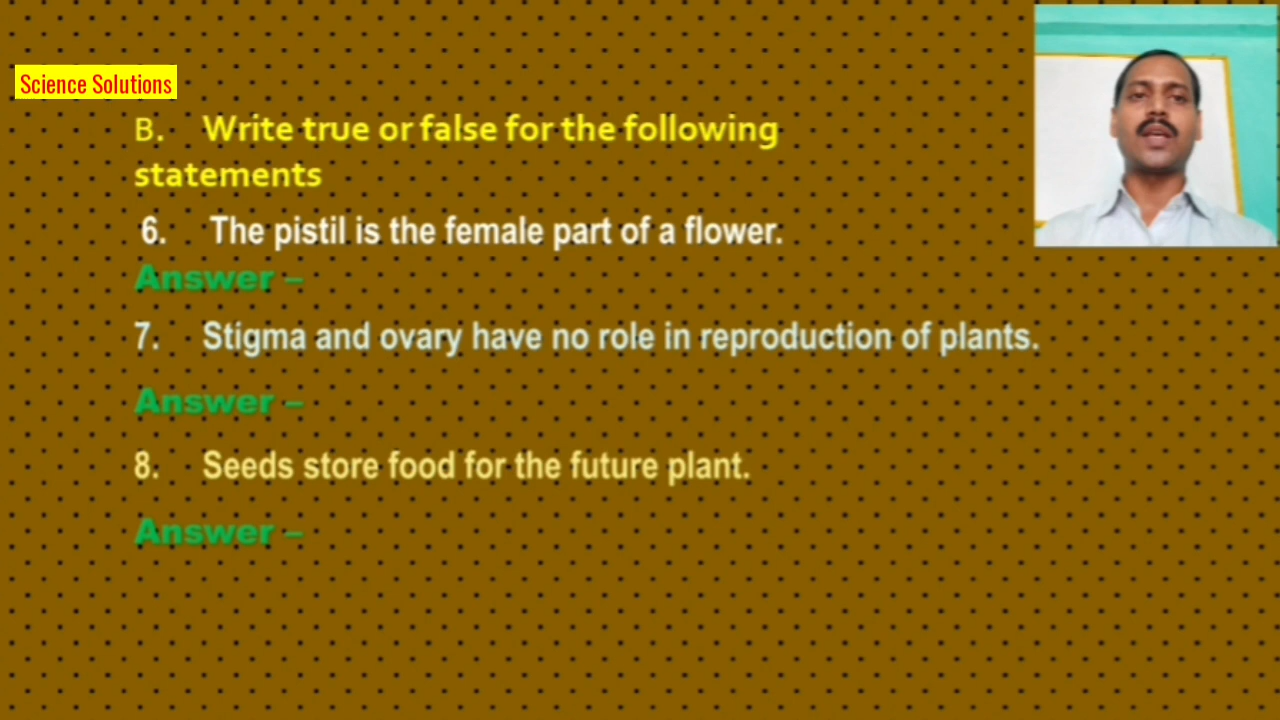 Science Solutions
B. Write true or false for the following
statements
6. The pistil is the female part of a flower.
Answer –
7. Stigma and ovary have no role in reproduction of plants.
Answer –
8. Seeds store food for the future plant.
Answer –